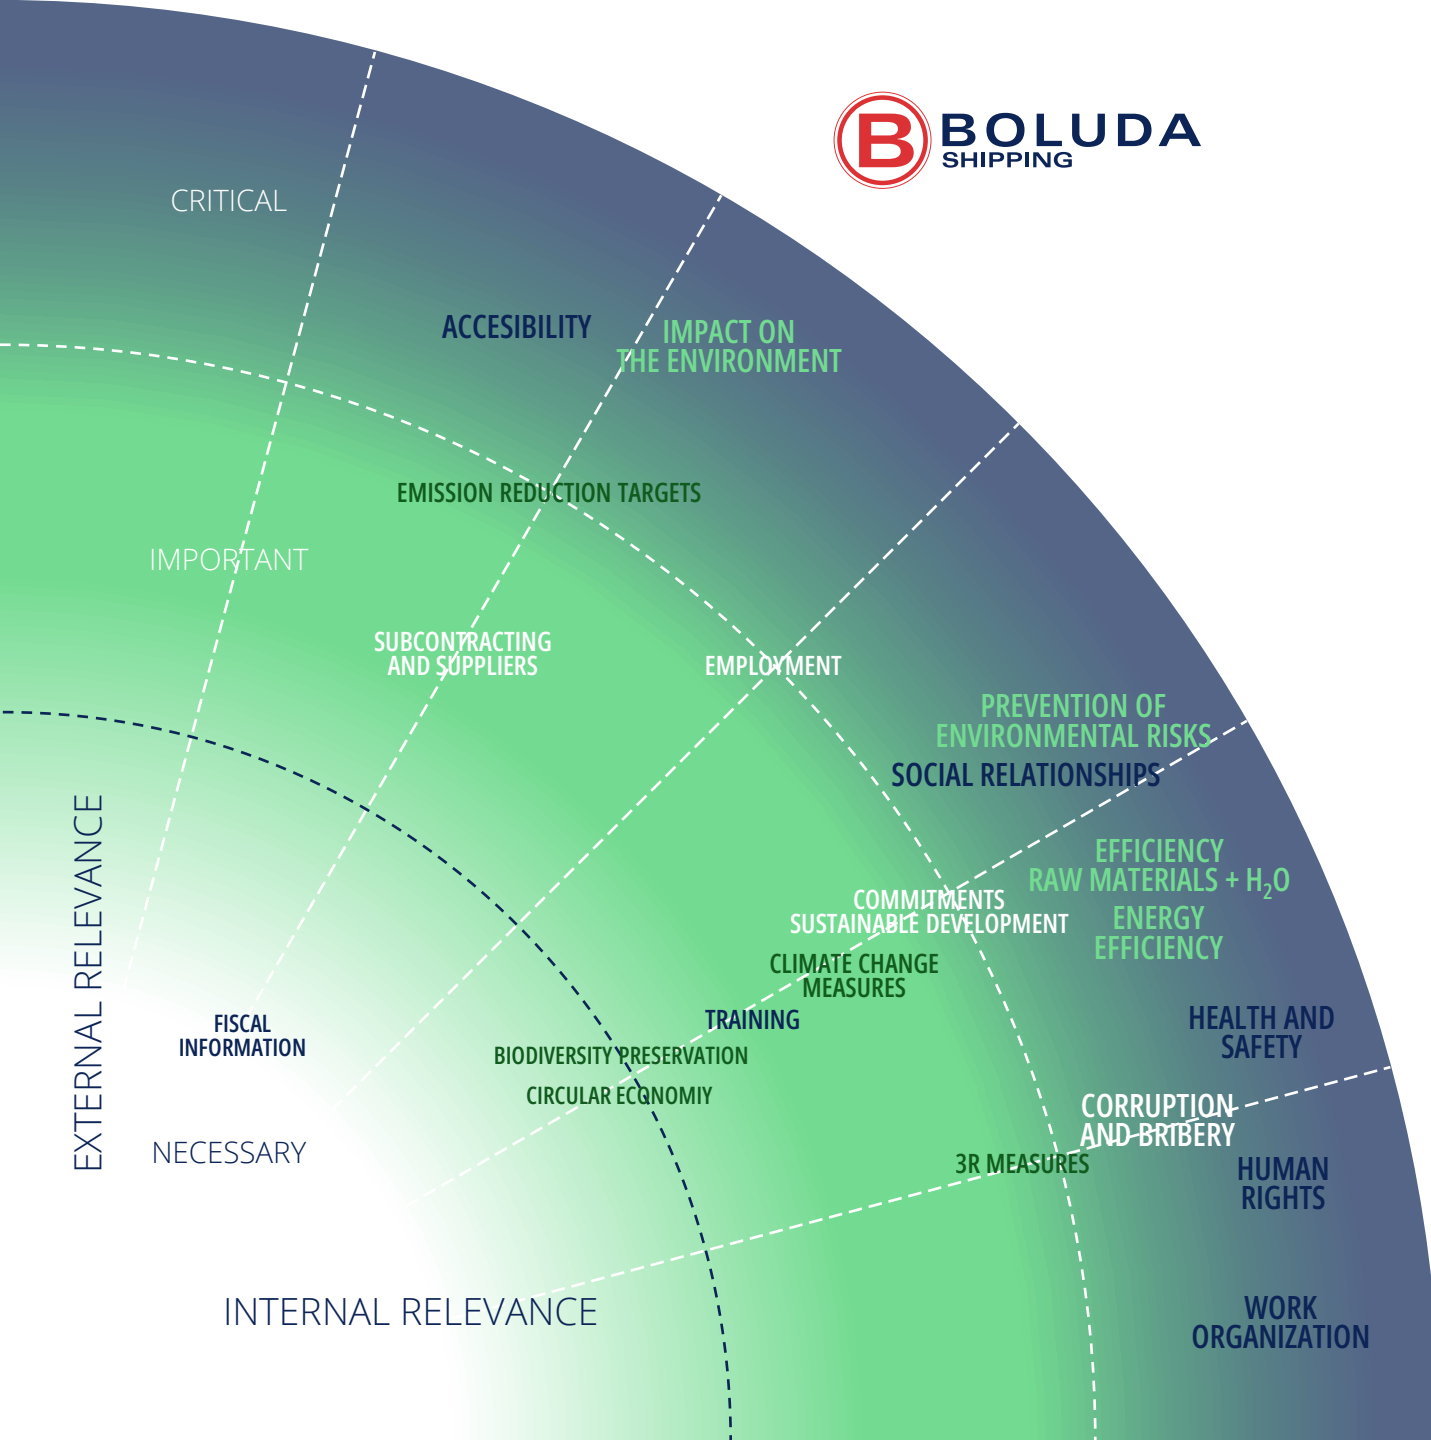 B BOLUDA
SHIPPING
CRITICAL
ACCESIBILITY
IMPACT ON
THE ENVIRONMENT
EMISSION REDUCTION TARGETS
IMPORTANT
SUBCONTRACTING
AND SUPPLIERS
EMPLOYMENT
PREVENTION OF
ENVIRONMENTAL RISKS
SOCIAL RELATIONSHIPS
EFFICIENCY
RAW MATERIALS + H₂O
ENERGY
EFFICIENCY
COMMITMENTS
SUSTAINABLE DEVELOPMENT
CLIMATE CHANGE
MEASURES
TRAINING
HEALTH AND
SAFETY
FISCAL
INFORMATION
BIODIVERSITY PRESERVATION
CIRCULAR ECONOMIY
CORRUPTION
AND BRIBERY
3R MEASURES
HUMAN
RIGHTS
EXTERNAL RELEVANCE
NECESSARY
INTERNAL RELEVANCE
WORK
ORGANIZATION